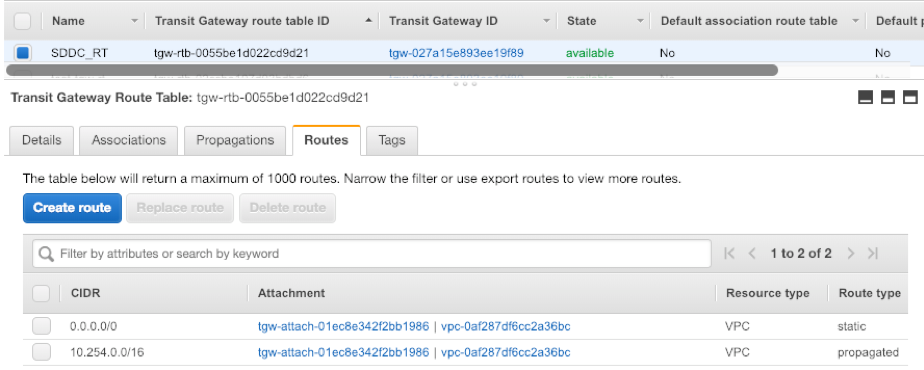 Name Transit Gateway route table ID Transit Gateway ID State Default association route table Default
SDDC_RT tgw-rtb-0055be1d022cd9d21 tgw-027a15e893ee19f89 available No No
Transit Gateway Route Table: tgw-rtb-0055be1d022cd9d21
Details Associations Propagations Routes Tags
The table below will return a maximum of 1000 routes. Narrow the filter or use export routes to view more routes.
Create route Replace route Delete route
Filter by attributes or search by keyword 1 to 2 of 2
CIDR Attachment Resource type Route type
0.0.0.0/0 tgw-attach-01ec8e342f2bb1986 | vpc-0af287df6cc2a36bc VPC static
10.254.0.0/16 tgw-attach-01ec8e342f2bb1986 | vpc-0af287df6cc2a36bc VPC propagated